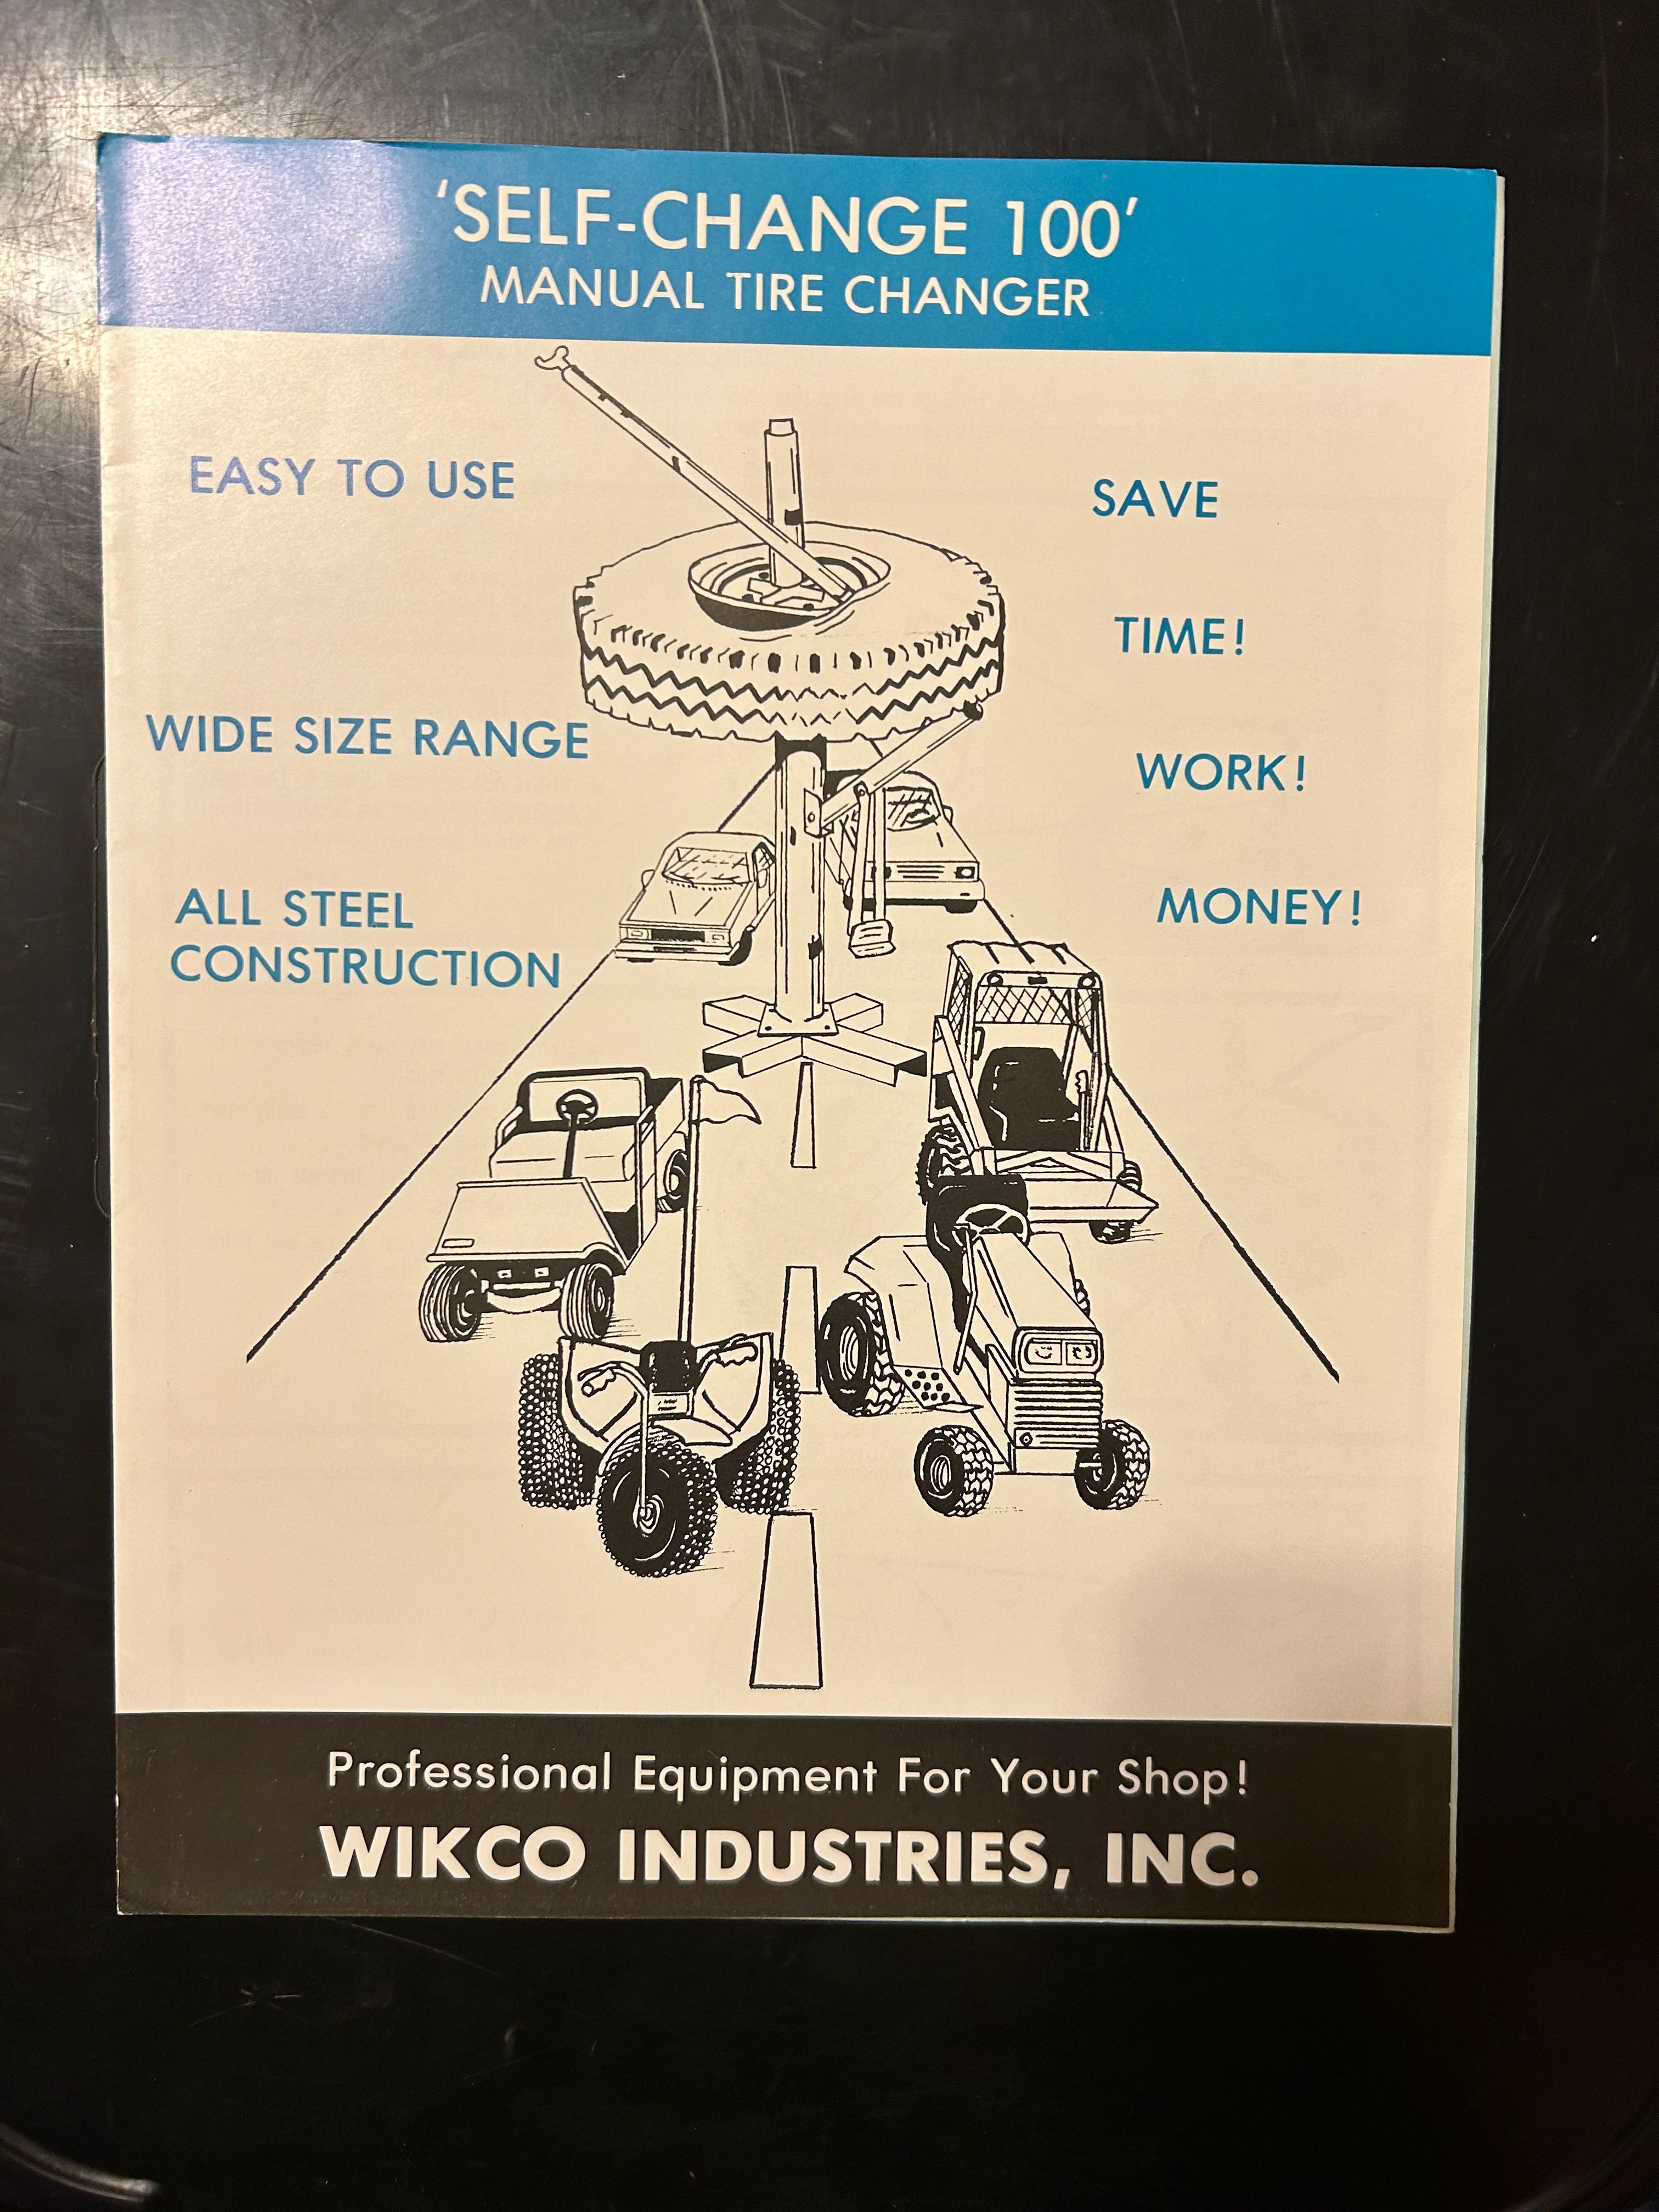 'SELF-CHANGE 100'
MANUAL TIRE CHANGER
EASY TO USE
WIDE SIZE RANGE
ALL STEEL
CONSTRUCTION
SAVE
TIME!
WORK!
MONEY!
Professional Equipment For Your Shop!
WIKCO INDUSTRIES, INC.